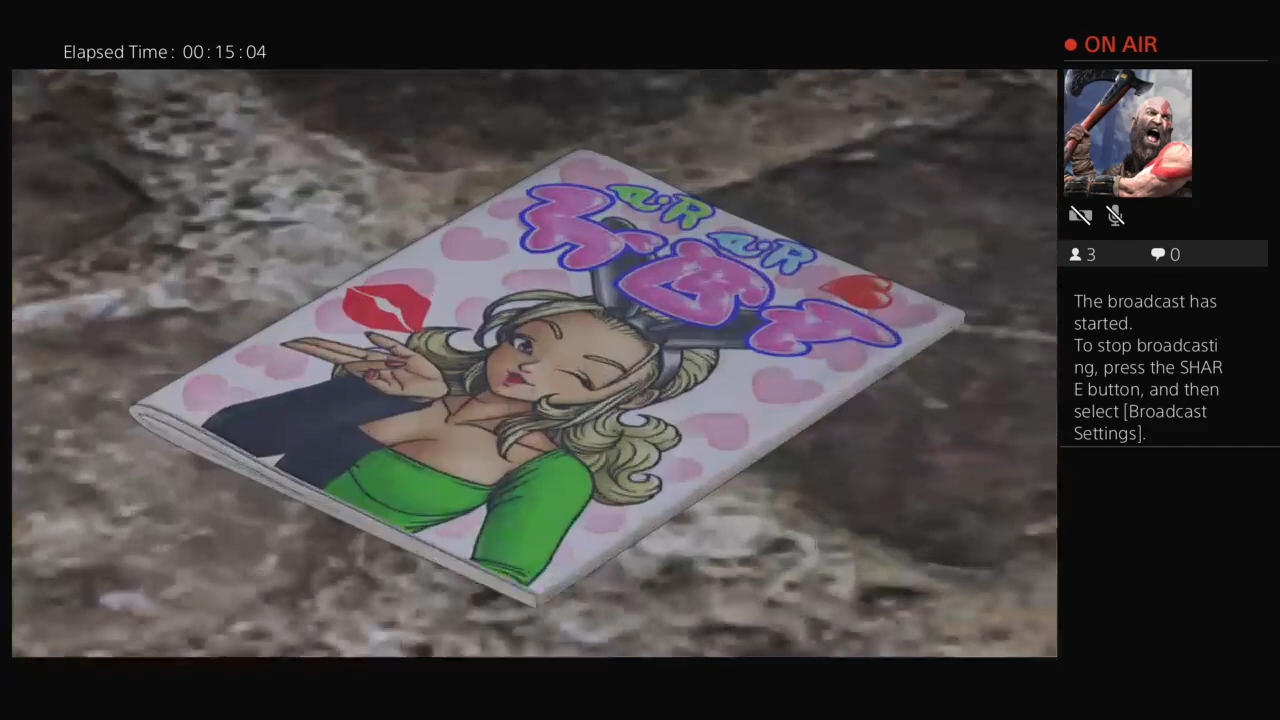 Elapsed Time: 00:15:04
ON AIR
3
0
The broadcast has
started.
To stop broadcasti
ng, press the SHAR
E button, and then
select [Broadcast
Settings].